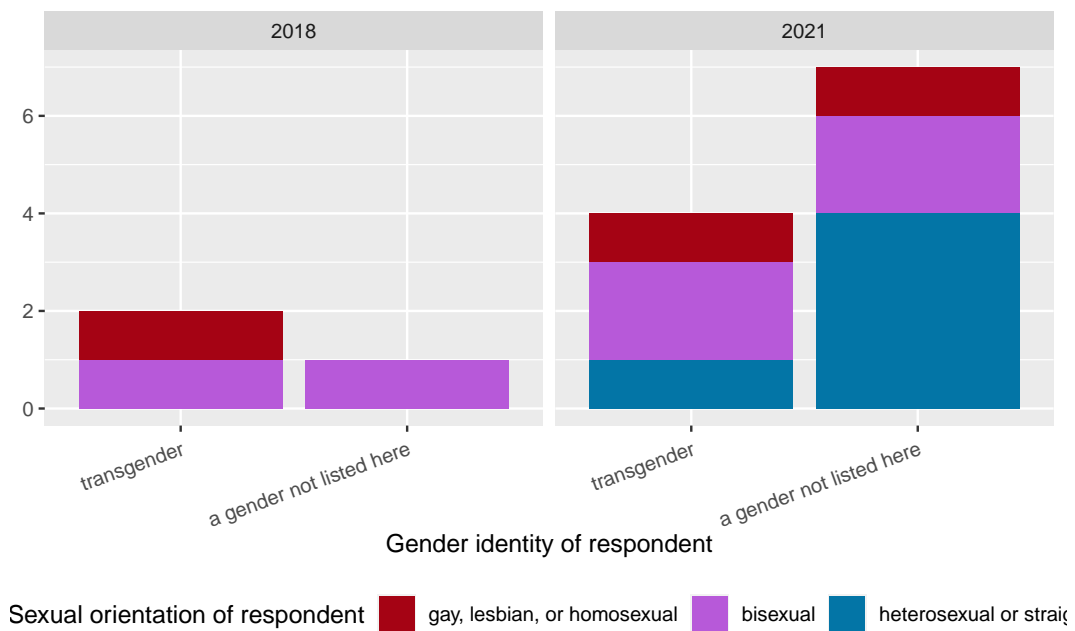 2018
2021
6
4
2
0
transgender
a gender not listed here
transgender
a gender not listed here
Gender identity of respondent
Sexual orientation of respondent gay, lesbian, or homosexual bisexual heterosexual or straig